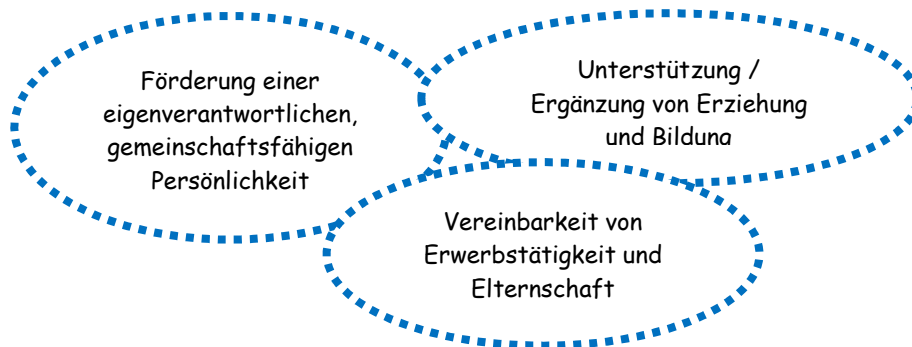 Förderung einer
eigenverantwortlichen,
gemeinschaftsfähigen
Persönlichkeit
Unterstützung /
Ergänzung von Erziehung
und Bildung
Vereinbarkeit von
Erwerbstätigkeit und
Elternschaft